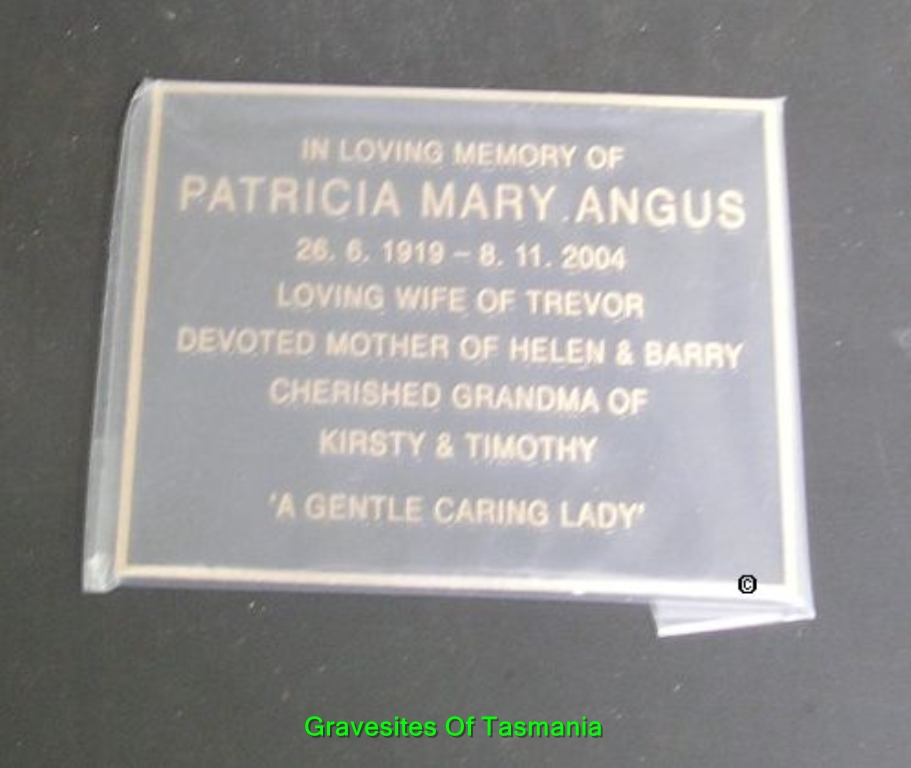 IN LOVING MEMORY OF
PATRICIA MARY ANGUS
26. 6. 1919 – 8. 11. 2004
LOVING WIFE OF TREVOR
DEVOTED MOTHER OF HELEN & BARRY
CHERISHED GRANDMA OF
KIRSTY & TIMOTHY
'A GENTLE CARING LADY'
©
Gravesites Of Tasmania